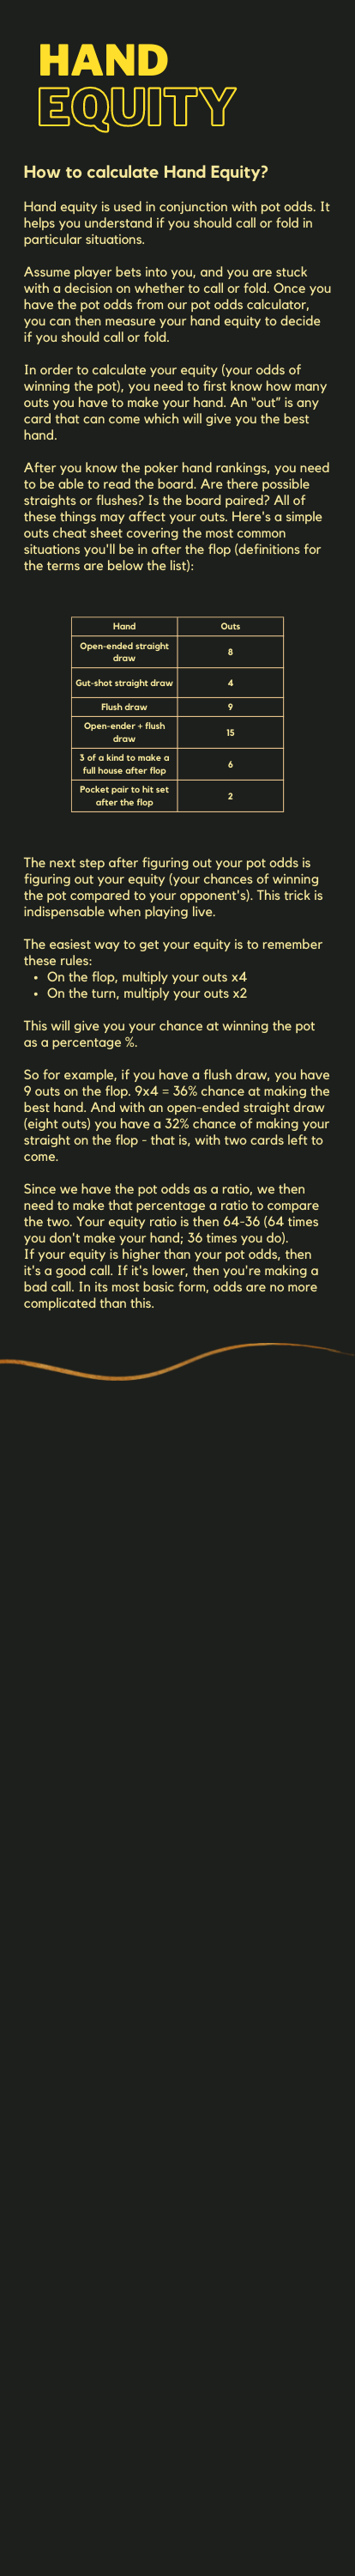 HAND
EQUITY
How to calculate Hand Equity?
Hand equity is used in conjunction with pot odds. It
helps you understand if you should call or fold in
particular situations.
Assume player bets into you, and you are stuck
with a decision on whether to call or fold. Once you
have the pot odds from our pot odds calculator,
you can then measure your hand equity to decide
if you should call or fold.
In order to calculate your equity (your odds of
winning the pot), you need to first know how many
outs you have to make your hand. An “out” is any
card that can come which will give you the best
hand.
After you know the poker hand rankings, you need
to be able to read the board. Are there possible
straights or flushes? Is the board paired? All of
these things may affect your outs. Here's a simple
outs cheat sheet covering the most common
situations you'll be in after the flop (definitions for
the terms are below the list):
Hand Outs
Open-ended straight
draw 8
Gut-shot straight draw 4
Flush draw 9
Open-ender + flush
draw 15
3 of a kind to make a
full house after flop 6
Pocket pair to hit set
after the flop 2
The next step after figuring out your pot odds is
figuring out your equity (your chances of winning
the pot compared to your opponent's). This trick is
indispensable when playing live.
The easiest way to get your equity is to remember
these rules:
• On the flop, multiply your outs x4
• On the turn, multiply your outs x2
This will give you your chance at winning the pot
as a percentage %.
So for example, if you have a flush draw, you have
9 outs on the flop. 9x4 = 36% chance at making the
best hand. And with an open-ended straight draw
(eight outs) you have a 32% chance of making your
straight on the flop - that is, with two cards left to
come.
Since we have the pot odds as a ratio, we then
need to make that percentage a ratio to compare
the two. Your equity ratio is then 64-36 (64 times
you don't make your hand; 36 times you do).
If your equity is higher than your pot odds, then
it's a good call. If it's lower, then you're making a
bad call. In its most basic form, odds are no more
complicated than this.